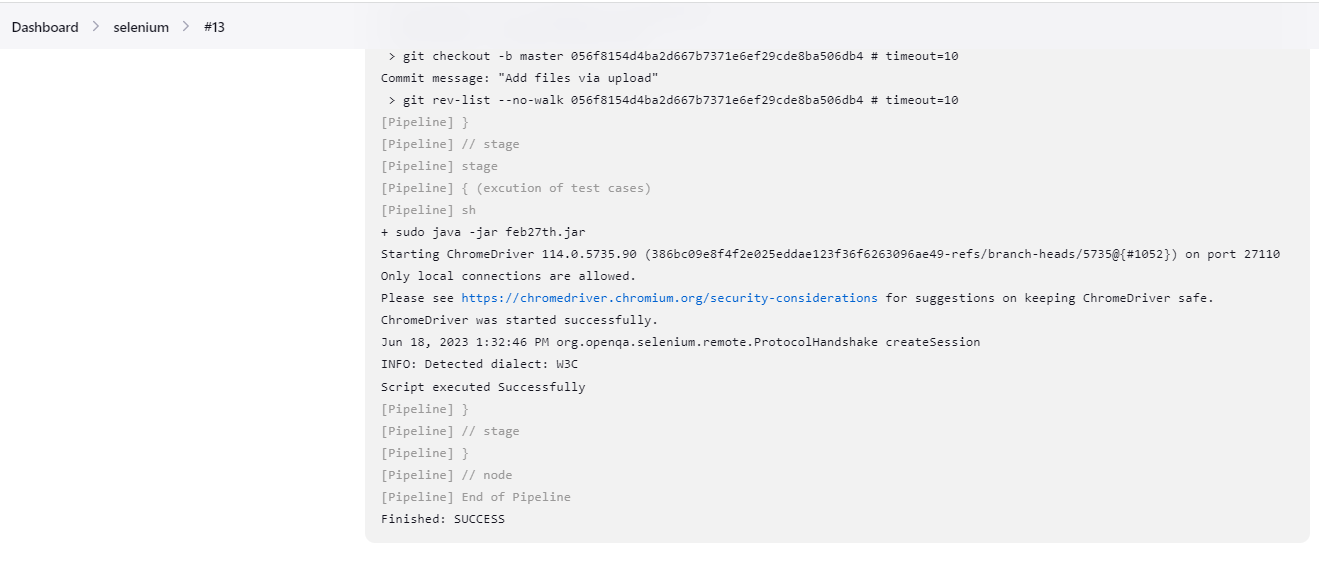 Dashboard > selenium > #13
> git checkout -b master 056f8154d4ba2d667b7371e6ef29cde8ba506db4 # timeout=10
Commit message: "Add files via upload"
> git rev-list --no-walk 056f8154d4ba2d667b7371e6ef29cde8ba506db4 # timeout=10
[Pipeline] }
[Pipeline] // stage
[Pipeline] stage
[Pipeline] { (excution of test cases)
[Pipeline] sh
+ sudo java -jar feb27th.jar
Starting ChromeDriver 114.0.5735.90 (386bc09e8f4f2e025eddae123f36f6263096ae49-refs/branch-heads/5735@{#1052}) on port 27110
Only local connections are allowed.
Please see https://chromedriver.chromium.org/security-considerations for suggestions on keeping ChromeDriver safe.
ChromeDriver was started successfully.
Jun 18, 2023 1:32:46 PM org.openqa.selenium.remote.ProtocolHandshake createSession
INFO: Detected dialect: W3C
Script executed Successfully
[Pipeline] }
[Pipeline] // stage
[Pipeline] }
[Pipeline] // node
[Pipeline] End of Pipeline
Finished: SUCCESS